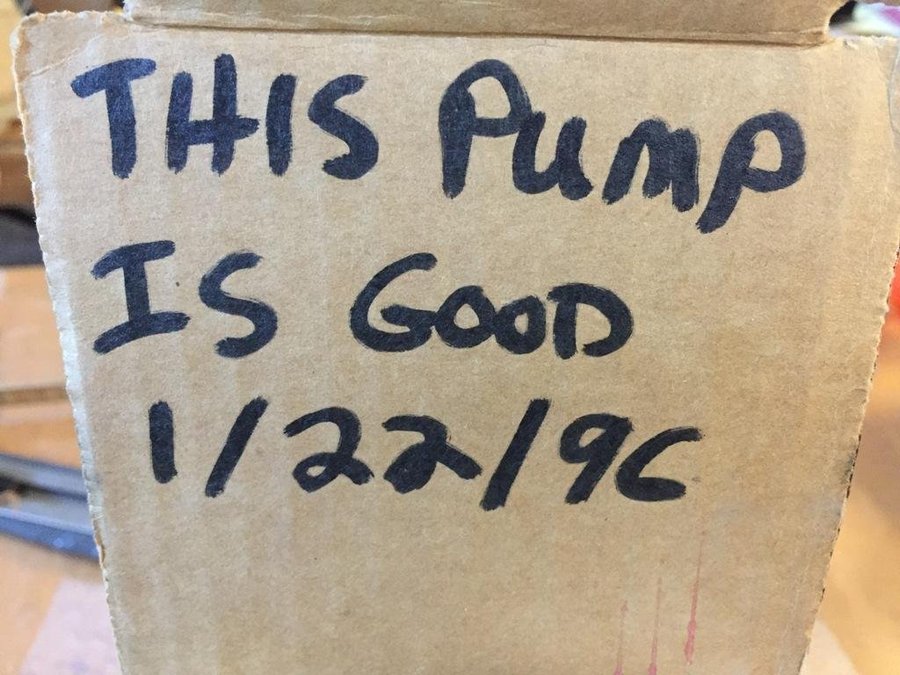 THIS PUMP
IS GOOD
1/22/96